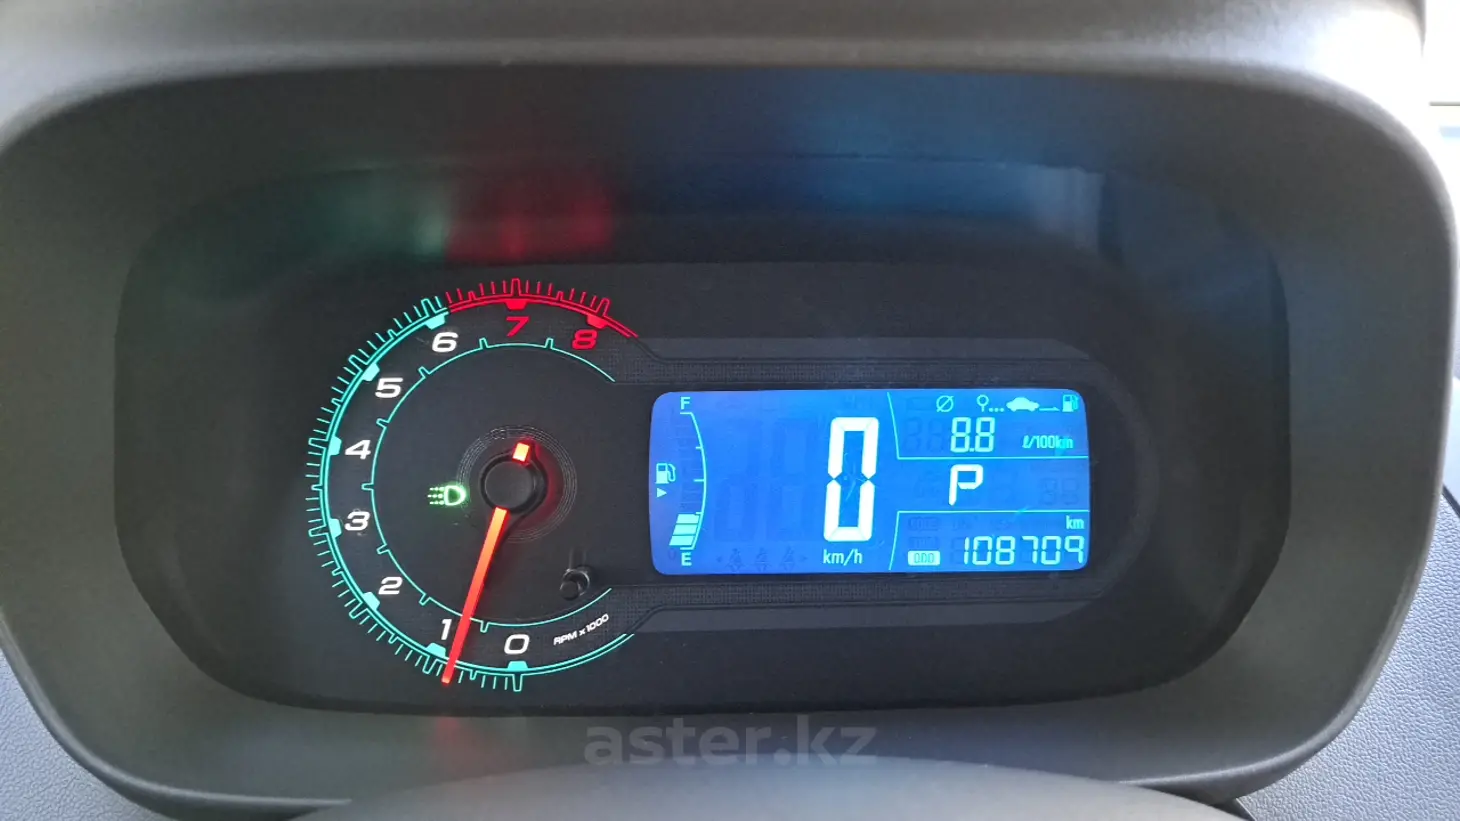 6 7 8
5
4
3
2
1
0
RPM x 1000
F
E
0
km/h
8.8 ℓ/100km
P
km
ODO 108709
aster.kz